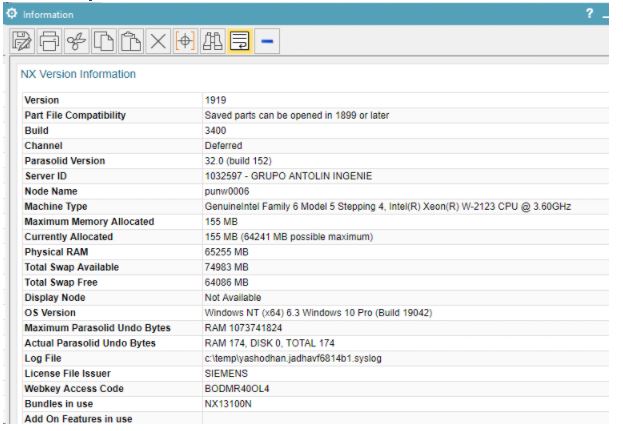 Information
?
NX Version Information
Version 1919
Part File Compatibility Saved parts can be opened in 1899 or later
Build 3400
Channel Deferred
Parasolid Version 32.0 (build 152)
Server ID 1032597 - GRUPO ANTOLIN INGENIE
Node Name punw0006
Machine Type GenuineIntel Family 6 Model 5 Stepping 4, Intel(R) Xeon(R) W-2123 CPU @ 3.60GHz
Maximum Memory Allocated 155 MB
Currently Allocated 155 MB (64241 MB possible maximum)
Physical RAM 65255 MB
Total Swap Available 74983 MB
Total Swap Free 64086 MB
Display Node Not Available
OS Version Windows NT (x64) 6.3 Windows 10 Pro (Build 19042)
Maximum Parasolid Undo Bytes RAM 1073741824
Actual Parasolid Undo Bytes RAM 174, DISK 0, TOTAL 174
Log File c:\temp\yashodhan.jadhavf6814b1.syslog
License File Issuer SIEMENS
Webkey Access Code BODMR40OL4
Bundles in use NX13100N
Add On Features in use